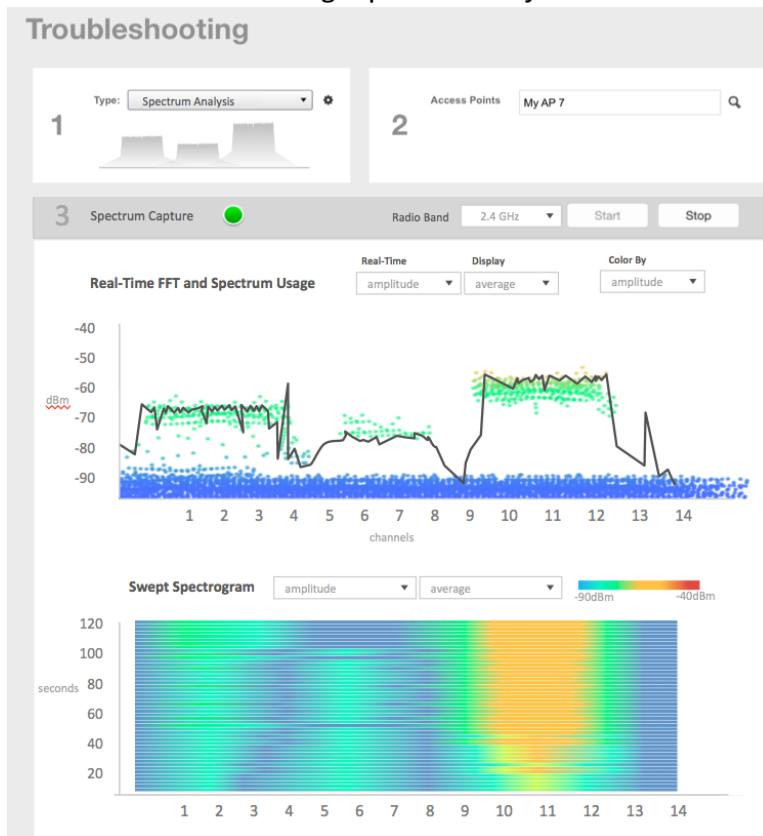 Troubleshooting
1
Type:
Spectrum Analysis
2
Access Points
My AP 7
3
Spectrum Capture
Radio Band
2.4 GHz
Start
Stop
Real-Time FFT and Spectrum Usage
Real-Time
amplitude
Display
average
Color By
amplitude
-40
-50
-60
dBm
-70
-80
-90
1 2 3 4 5 6 7 8 9 10 11 12 13 14
channels
Swept Spectrogram
amplitude
average
-90dBm
-40dBm
120
100
seconds
80
60
40
20
1 2 3 4 5 6 7 8 9 10 11 12 13 14